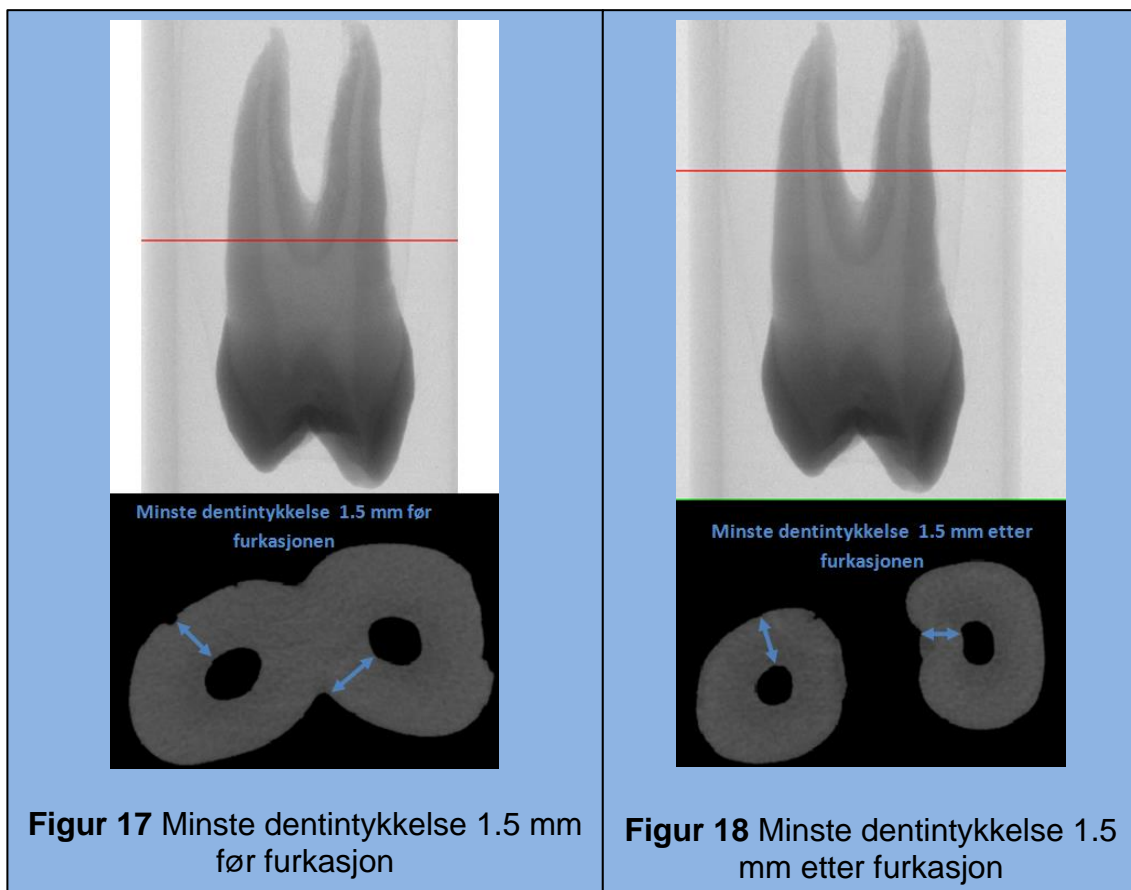 Minste dentintykkelse 1.5 mm før
furkasjonen
Figur 17 Minste dentintykkelse 1.5 mm
før furkasjon
Minste dentintykkelse 1.5 mm etter
furkasjonen
Figur 18 Minste dentintykkelse 1.5
mm etter furkasjon